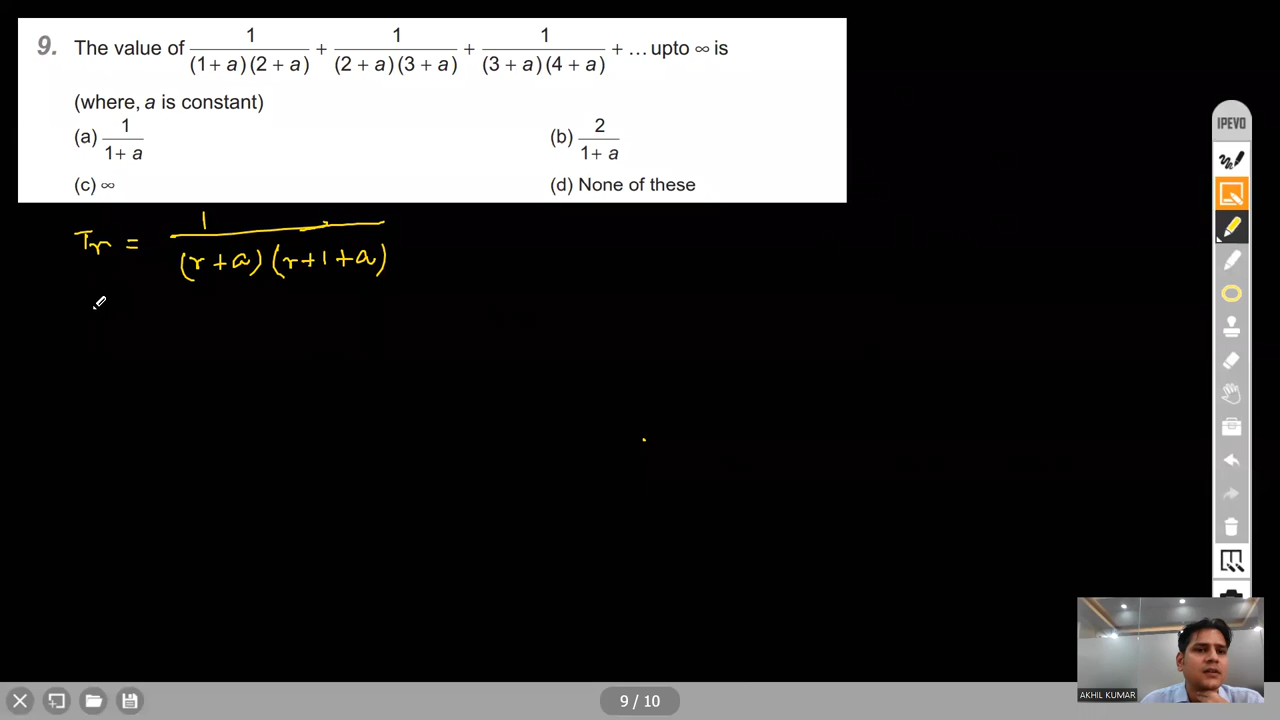 9. The value of 1/((1+a)(2+a)) + 1/((2+a)(3+a)) + 1/((3+a)(4+a)) + ... upto ∞ is
(where, a is constant)
(a) 1/(1+a) (b) 2/(1+a)
(c) ∞ (d) None of these
Tr = 1/((r+a)(r+1+a))
IPEVO
AKHIL KUMAR
9 / 10